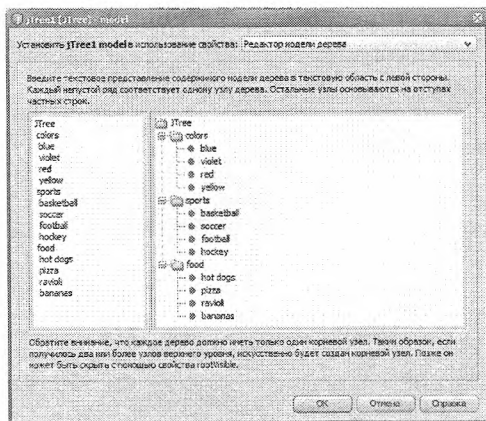 jTree1 [JTree] - model
Установить jTree1 model в использование свойства: Редактор модели дерева
Введите текстовое представление содержимого модели дерева в текстовую область с левой стороны.
Каждый непустой ряд соответствует одному узлу дерева. Остальные узлы основываются на отступах
частных строк.
JTree
colors
blue
violet
red
yellow
sports
basketball
soccer
football
hockey
food
hot dogs
pizza
ravioli
bananas
JTree
colors
blue
violet
red
yellow
sports
basketball
soccer
football
hockey
food
hot dogs
pizza
ravioli
bananas
Обратите внимание, что каждое дерево должно иметь только один корневой узел. Таким образом, если
получилось два или более узлов верхнего уровня, искусственно будет создан корневой узел. Позже он
может быть скрыть с помощью свойства rootVisible.
OK
Отмена
Справка